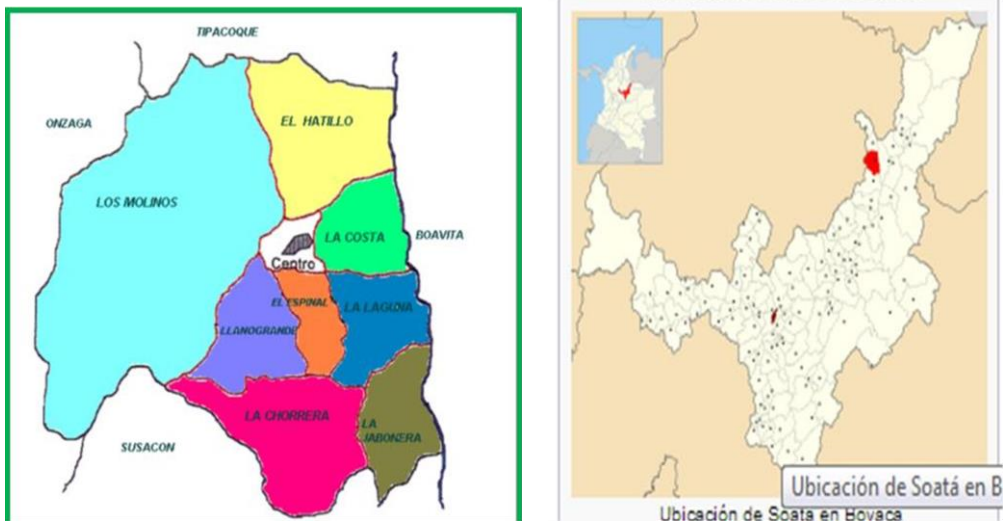 TIPACOQUE
EL HATILLO
ONZAGA
LOS MOLINOS
LA COSTA
BOAVITA
Centro
EL ESPINAL
LA LAGUNA
LLANOGRANDE
LA CHORRERA
LA
JABONERA
SUSACON
Ubicación de Soatá en B
Ubicación de Soatá en Boyacá